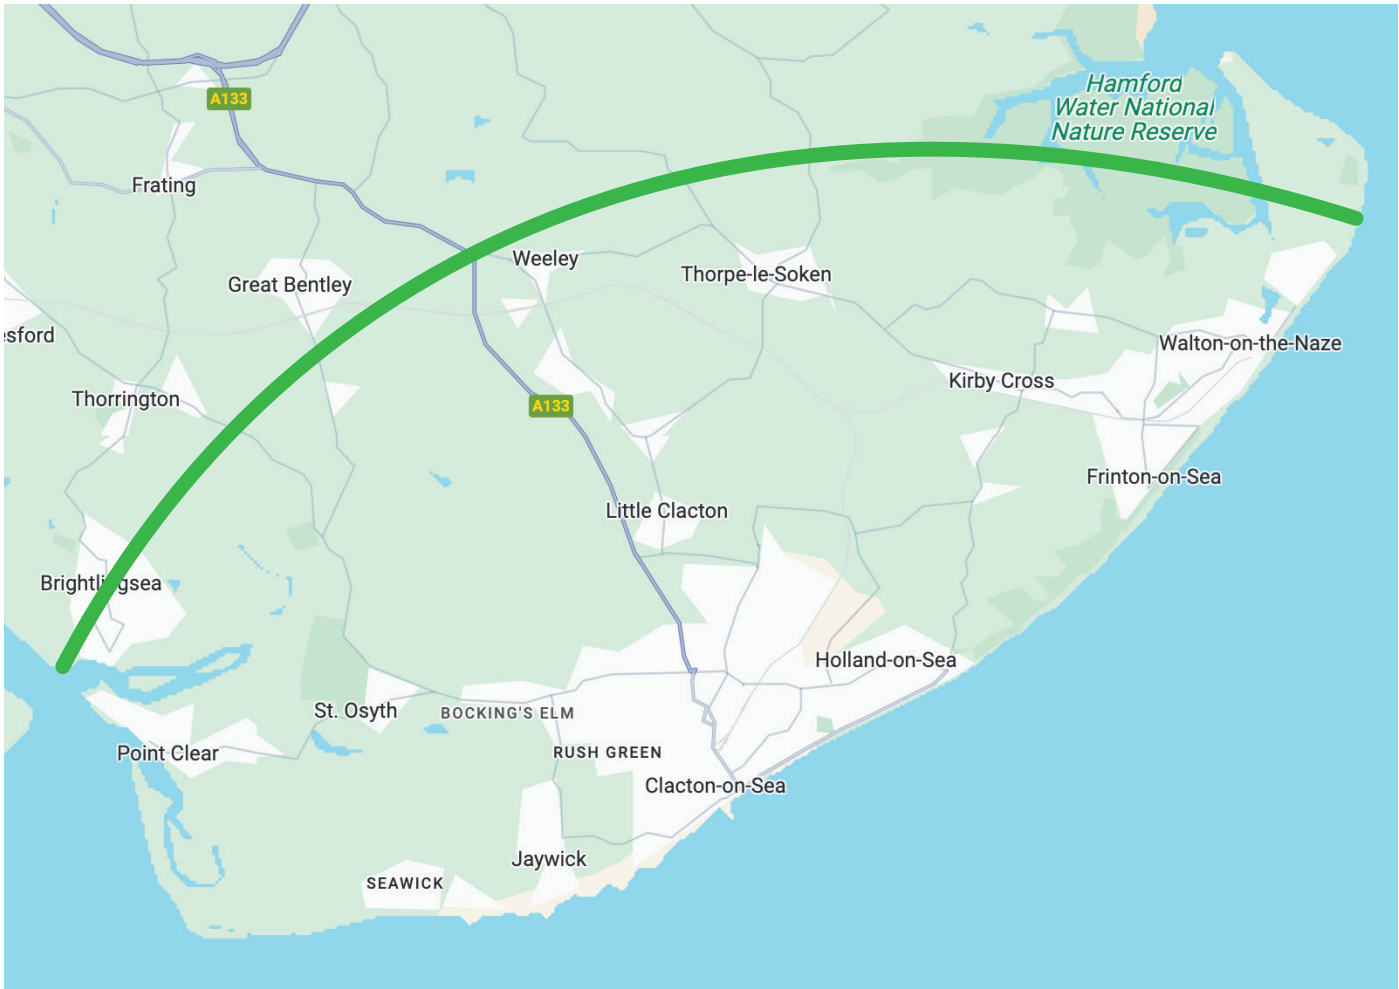 Hamford
Water National
Nature Reserve
A133
Frating
Weeley
Thorpe-le-Soken
Great Bentley
esford
Walton-on-the-Naze
Kirby Cross
Thorrington
A133
Frinton-on-Sea
Little Clacton
Brightlingsea
Holland-on-Sea
St. Osyth
BOCKING'S ELM
Point Clear
RUSH GREEN
Clacton-on-Sea
Jaywick
SEAWICK